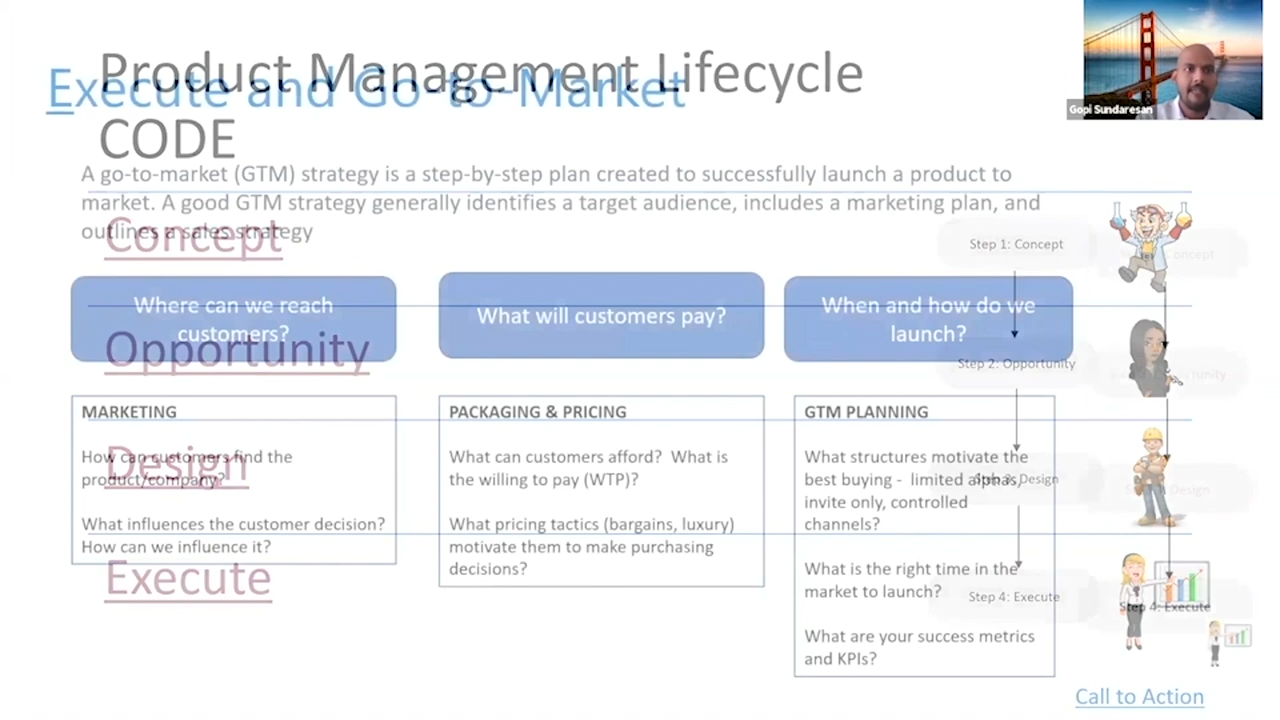 Product Management Lifecycle
CODE
Execute and Go-to-Market
Gopi Sundaresan
A go-to-market (GTM) strategy is a step-by-step plan created to successfully launch a product to
market. A good GTM strategy generally identifies a target audience, includes a marketing plan, and
outlines a sales strategy
Concept
Opportunity
Design
Execute
Where can we reach
customers?
What will customers pay?
When and how do we
launch?
MARKETING
How can customers find the
product/company?
What influences the customer decision?
How can we influence it?
PACKAGING & PRICING
What can customers afford? What is
the willing to pay (WTP)?
What pricing tactics (bargains, luxury)
motivate them to make purchasing
decisions?
GTM PLANNING
What structures motivate the
best buying - limited alphas,
invite only, controlled
channels?
What is the right time in the
market to launch?
What are your success metrics
and KPIs?
Step 1: Concept
Step 2: Opportunity
Step 3: Design
Step 4: Execute
Concept
Design
Step 4: Execute
Call to Action